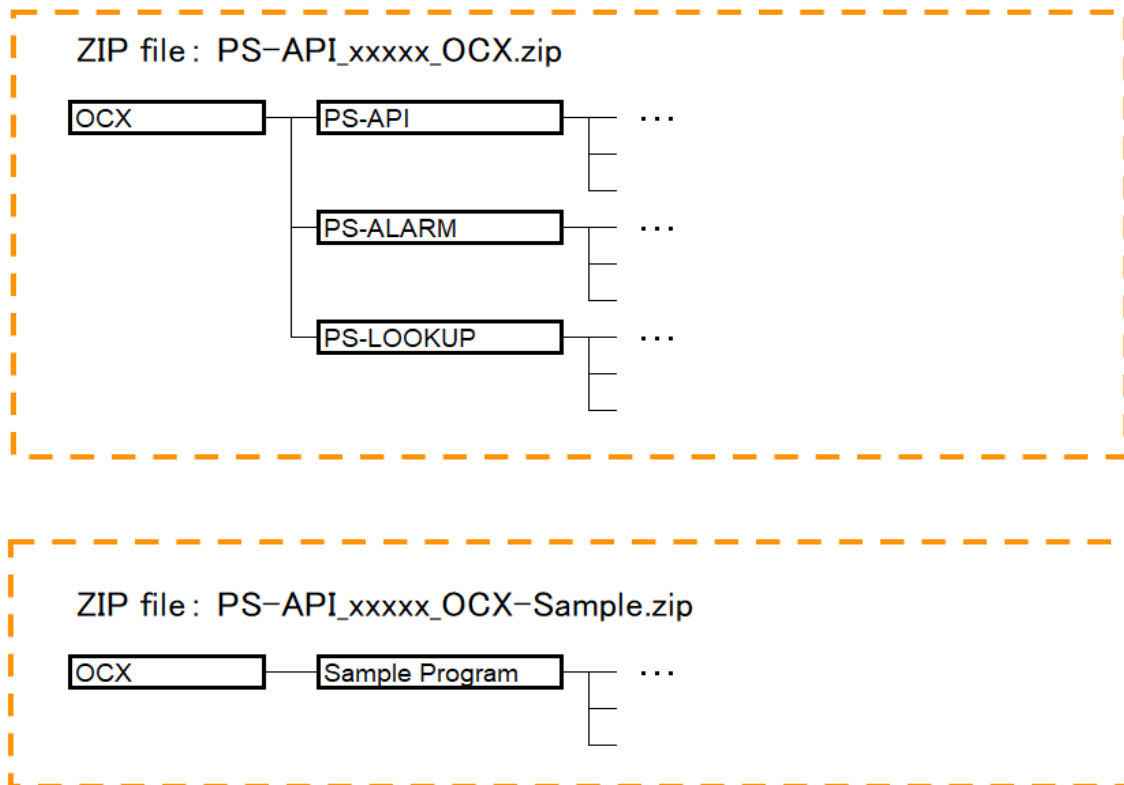 ZIP file: PS-API_xxxxx_OCX.zip
OCX PS-API ...
PS-ALARM ...
PS-LOOKUP ...
ZIP file: PS-API_xxxxx_OCX-Sample.zip
OCX Sample Program ...